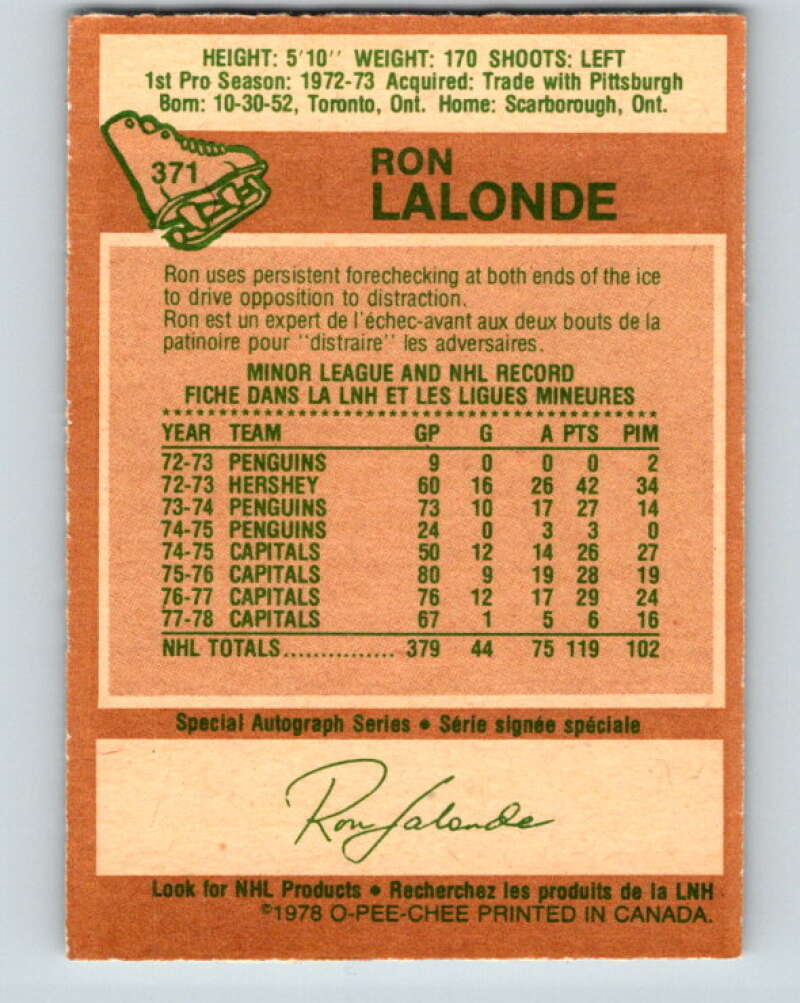 HEIGHT: 5'10'' WEIGHT: 170 SHOOTS: LEFT
1st Pro Season: 1972-73 Acquired: Trade with Pittsburgh
Born: 10-30-52, Toronto, Ont. Home: Scarborough, Ont.
371
RON
LALONDE
Ron uses persistent forechecking at both ends of the ice
to drive opposition to distraction.
Ron est un expert de l'échec-avant aux deux bouts de la
patinoire pour ''distraire'' les adversaires.
MINOR LEAGUE AND NHL RECORD
FICHE DANS LA LNH ET LES LIGUES MINEURES
YEAR TEAM GP G A PTS PIM
72-73 PENGUINS 9 0 0 0 2
72-73 HERSHEY 60 16 26 42 34
73-74 PENGUINS 73 10 17 27 14
74-75 PENGUINS 24 0 3 3 0
74-75 CAPITALS 50 12 14 26 27
75-76 CAPITALS 80 9 19 28 19
76-77 CAPITALS 76 12 17 29 24
77-78 CAPITALS 67 1 5 6 16
NHL TOTALS............... 379 44 75 119 102
Special Autograph Series • Série signée spéciale
Ron Lalonde
Look for NHL Products • Recherchez les produits de la LNH
©1978 O-PEE-CHEE PRINTED IN CANADA.